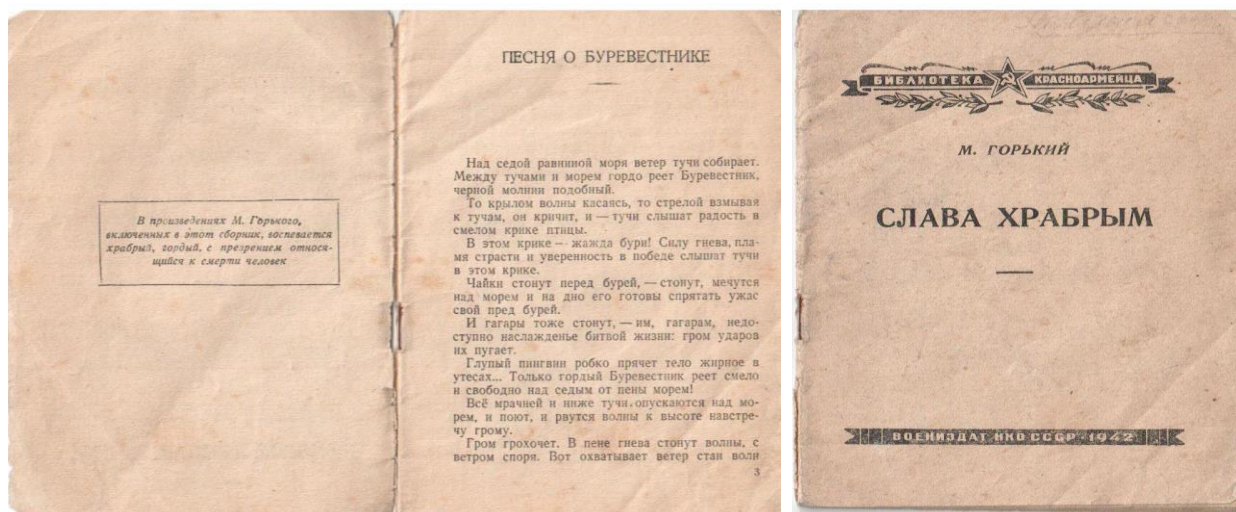 В произведениях М. Горького,
включенных в этот сборник, воспевается
храбрый, гордый, с презрением относя-
щийся к смерти человек
ПЕСНЯ О БУРЕВЕСТНИКЕ
Над седой равниной моря ветер тучи собирает.
Между тучами и морем гордо реет Буревестник,
черной молнии подобный.
То крылом волны касаясь, то стрелой взмывая
к тучам, он кричит, и — тучи слышат радость в
смелом крике птицы.
В этом крике — жажда бури! Силу гнева, пла-
мя страсти и уверенность в победе слышат тучи
в этом крике.
Чайки стонут перед бурей, — стонут, мечутся
над морем и на дно его готовы спрятать ужас
свой пред бурей.
И гагары тоже стонут, — им, гагарам, недо-
ступно наслажденье битвой жизни: гром ударов
их пугает.
Глупый пингвин робко прячет тело жирное в
утесах... Только гордый Буревестник реет смело
и свободно над седым от пены морем!
Всё мрачней и ниже тучи опускаются над мо-
рем, и поют, и рвутся волны к высоте навстре-
чу грому.
Гром грохочет. В пене гнева стонут волны, с
ветром споря. Вот охватывает ветер стаи волн
3
БИБЛИОТЕКА КРАСНОАРМЕЙЦА
М. ГОРЬКИЙ
СЛАВА ХРАБРЫМ
ВОЕНИЗДАТ НКО СССР - 1942